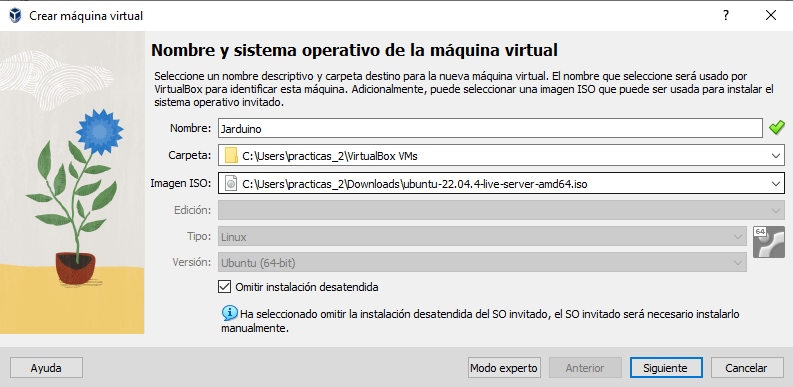 Crear máquina virtual
Nombre y sistema operativo de la máquina virtual
Seleccione un nombre descriptivo y carpeta destino para la nueva máquina virtual. El nombre que seleccione será usado por
VirtualBox para identificar esta máquina. Adicionalmente, puede seleccionar una imagen ISO que puede ser usada para instalar el
sistema operativo invitado.
Nombre: Jarduino
Carpeta: C:\Users\practicas_2\VirtualBox VMs
Imagen ISO: C:\Users\practicas_2\Downloads\ubuntu-22.04.4-live-server-amd64.iso
Edición:
Tipo: Linux
64
Versión: Ubuntu (64-bit)
Omitir instalación desatendida
Ha seleccionado omitir la instalación desatendida del SO invitado, el SO invitado será necesario instalarlo
manualmente.
Ayuda Modo experto Anterior Siguiente Cancelar